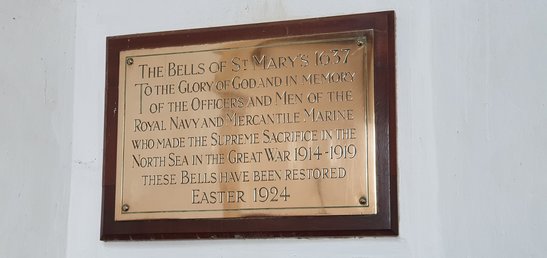 THE BELLS OF ST MARY'S 1637
TO THE GLORY OF GOD AND IN MEMORY
OF THE OFFICERS AND MEN OF THE
ROYAL NAVY AND MERCANTILE MARINE
WHO MADE THE SUPREME SACRIFICE IN THE
NORTH SEA IN THE GREAT WAR 1914-1919
THESE BELLS HAVE BEEN RESTORED
EASTER 1924